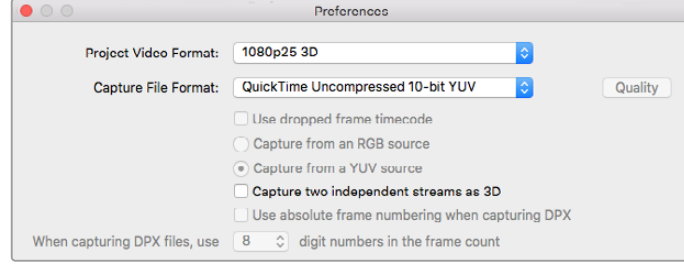 Preferences
Project Video Format: 1080p25 3D
Capture File Format: QuickTime Uncompressed 10-bit YUV Quality
Use dropped frame timecode
Capture from an RGB source
Capture from a YUV source
Capture two independent streams as 3D
Use absolute frame numbering when capturing DPX
When capturing DPX files, use 8 digit numbers in the frame count